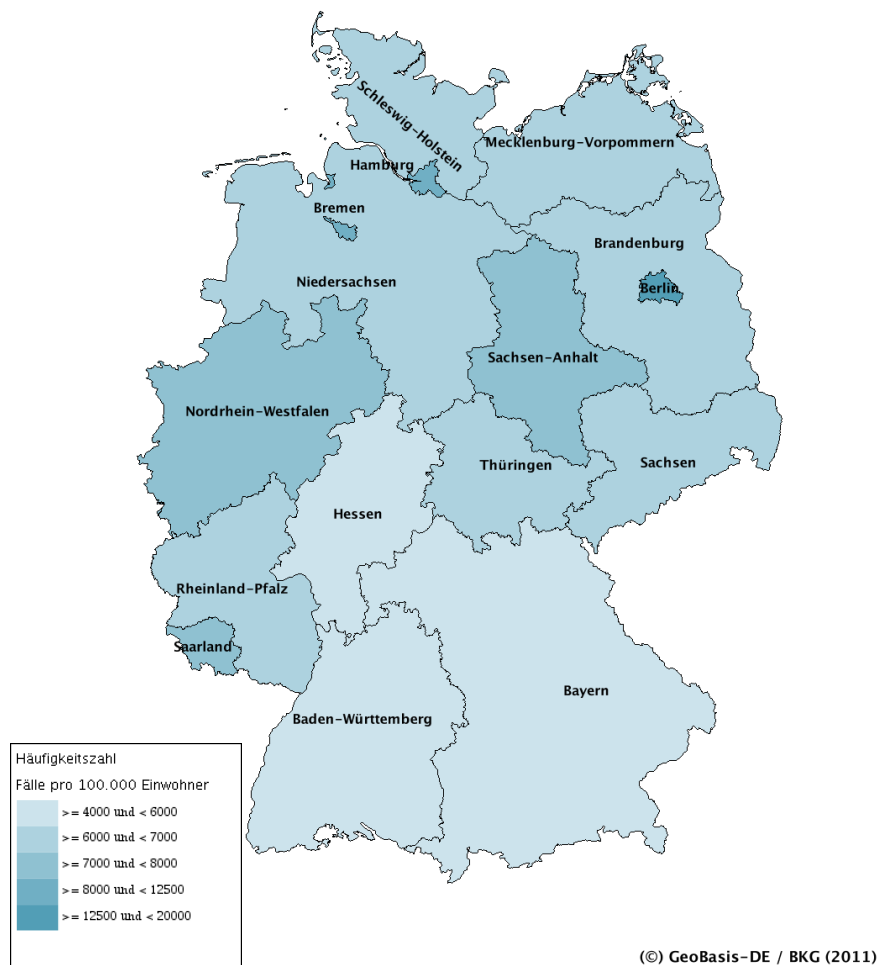 Schleswig-Holstein
Mecklenburg-Vorpommern
Hamburg
Bremen
Brandenburg
Niedersachsen
Berlin
Sachsen-Anhalt
Nordrhein-Westfalen
Thüringen
Sachsen
Hessen
Rheinland-Pfalz
Saarland
Bayern
Baden-Württemberg
Häufigkeitszahl
Fälle pro 100.000 Einwohner
>= 4000 und < 6000
>= 6000 und < 7000
>= 7000 und < 8000
>= 8000 und < 12500
>= 12500 und < 20000
(©) GeoBasis-DE / BKG (2011)